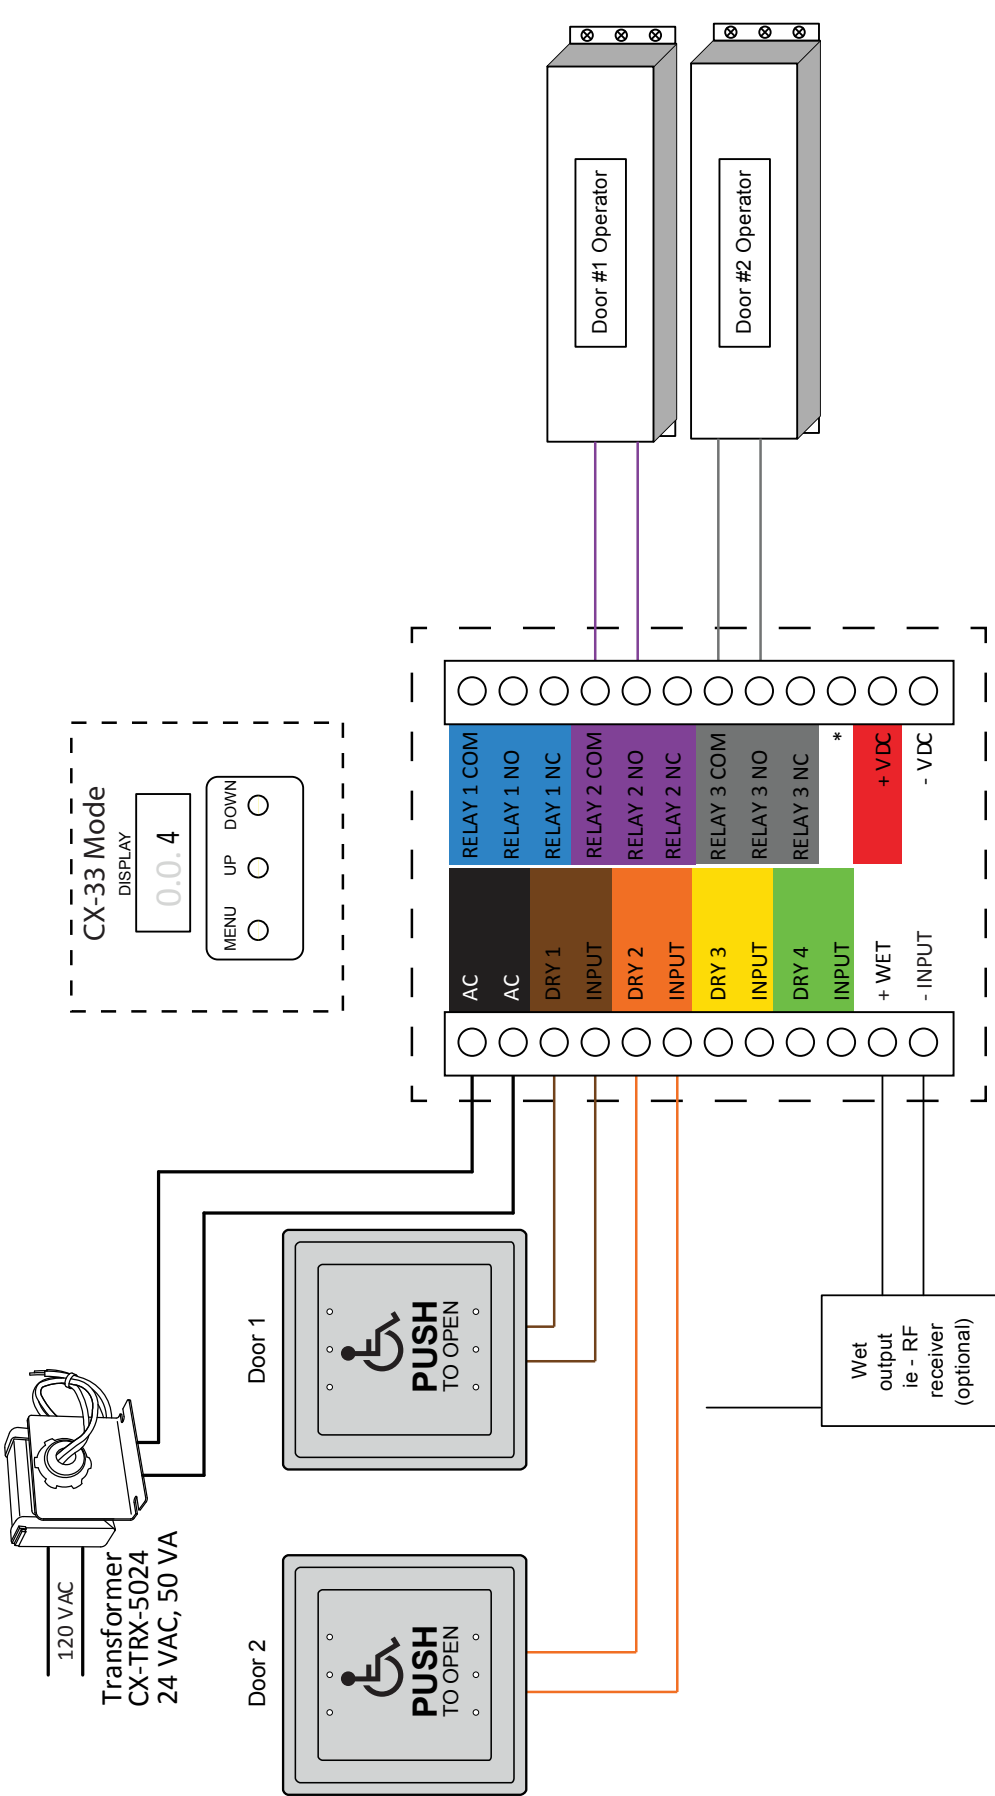 120 VAC
Transformer
CX-TRX-5024
24 VAC, 50 VA
CX-33 Mode
DISPLAY
0.0. 4
MENU UP DOWN
Door 2
PUSH
TO OPEN
Door 1
PUSH
TO OPEN
AC
AC
DRY 1
INPUT
DRY 2
INPUT
DRY 3
INPUT
DRY 4
INPUT
+ WET
- INPUT
RELAY 1 COM
RELAY 1 NO
RELAY 1 NC
RELAY 2 COM
RELAY 2 NO
RELAY 2 NC
RELAY 3 COM
RELAY 3 NO
RELAY 3 NC
*
+ VDC
- VDC
Wet
output
ie - RF
receiver
(optional)
Door #1 Operator
Door #2 Operator